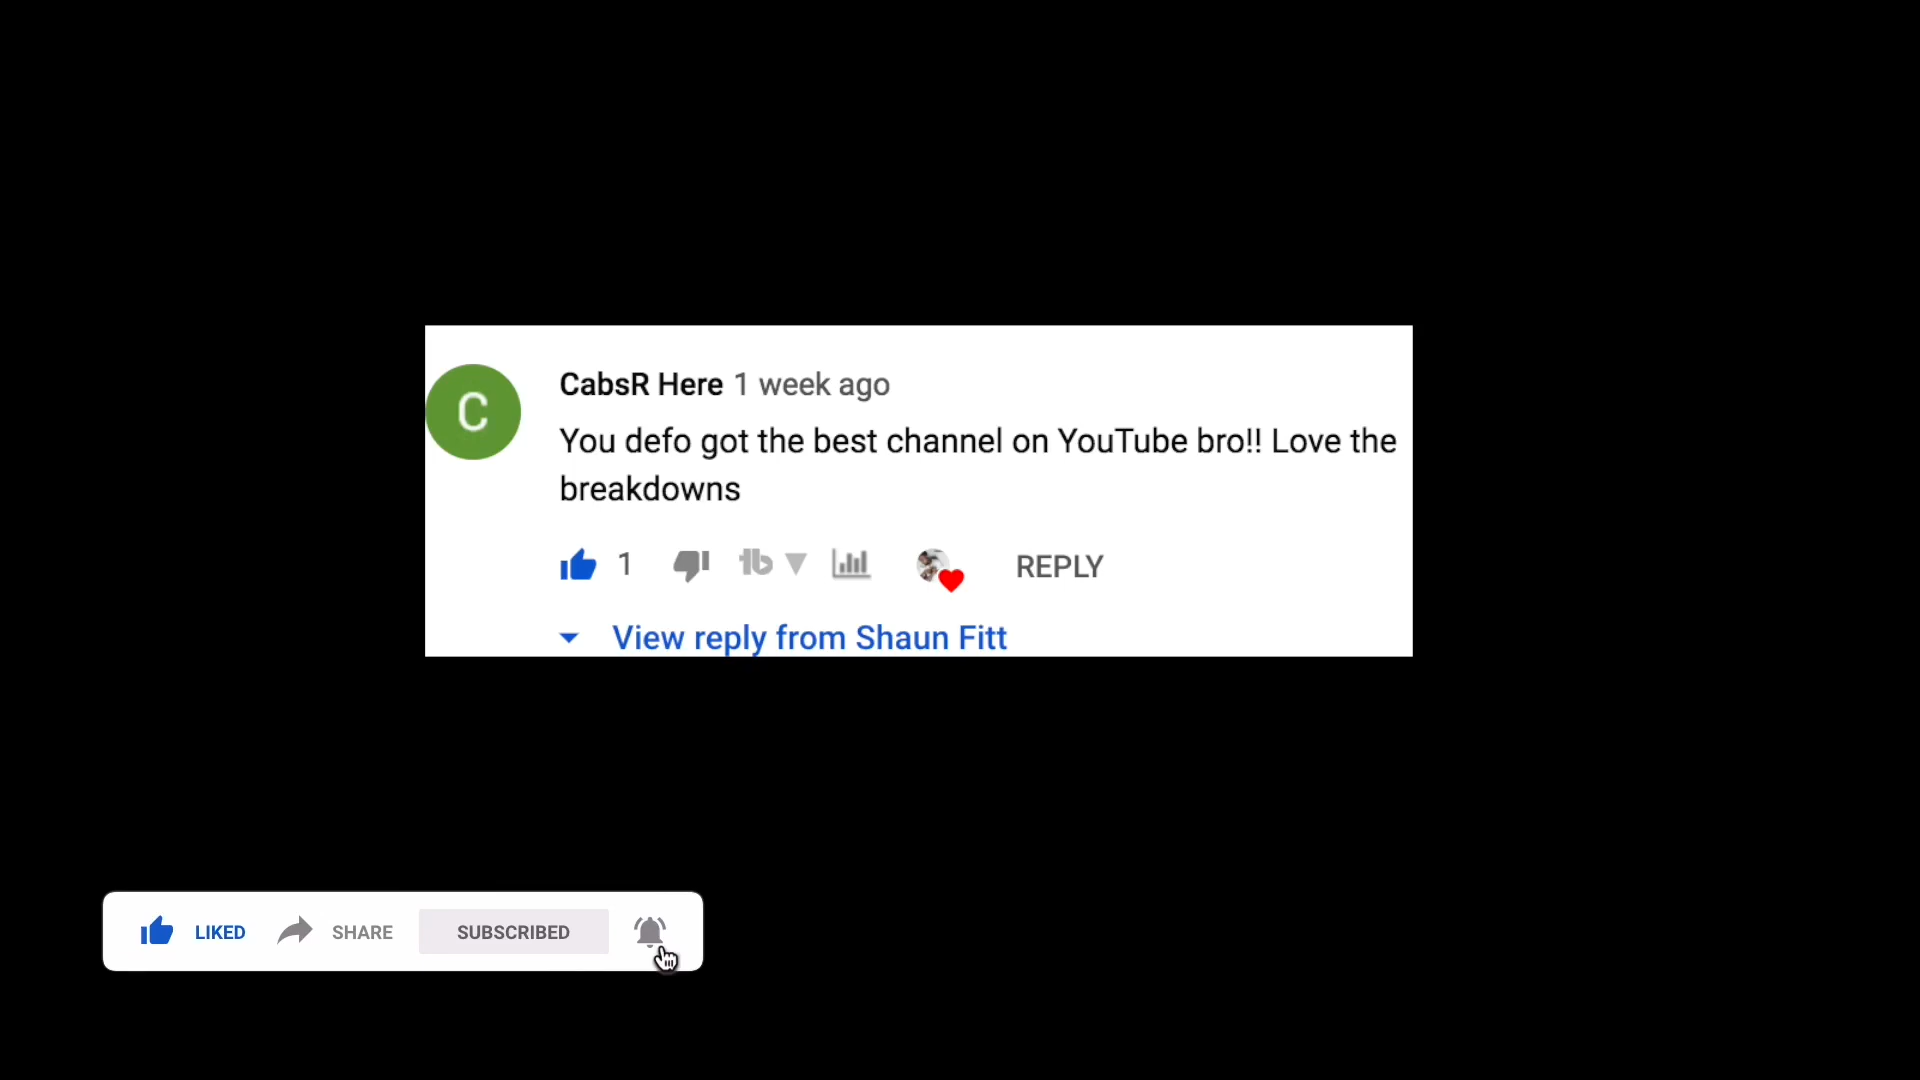 C
CabsR Here 1 week ago
You defo got the best channel on YouTube bro!! Love the
breakdowns
1 tb REPLY
View reply from Shaun Fitt
LIKED SHARE SUBSCRIBED